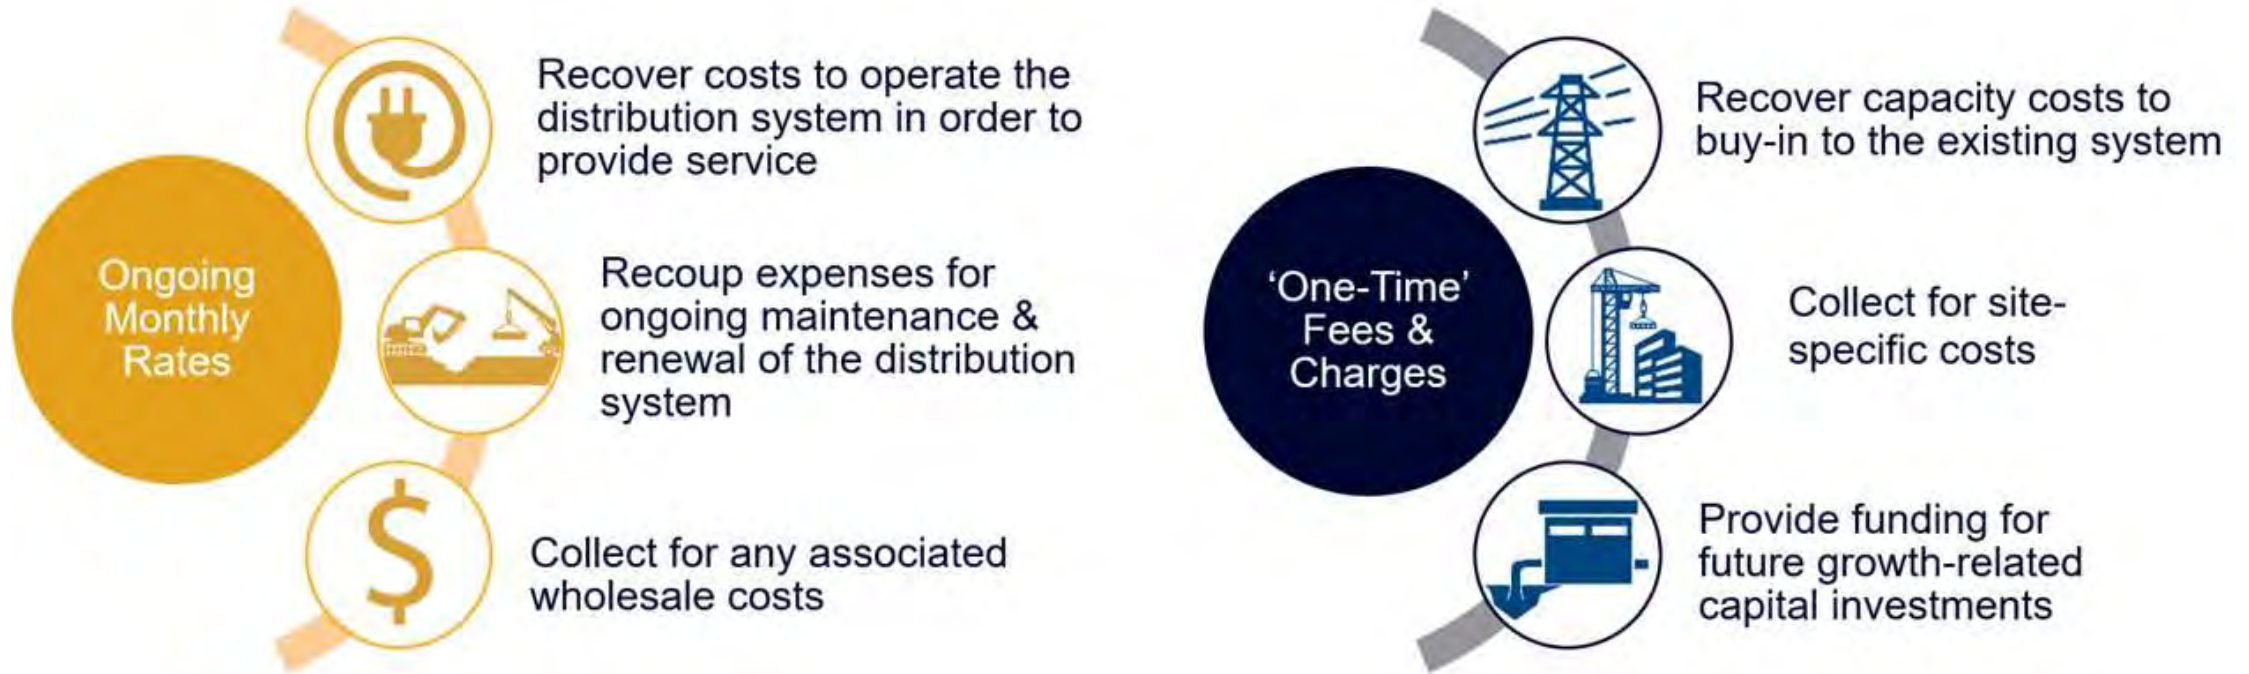 Ongoing
Monthly
Rates
Recover costs to operate the
distribution system in order to
provide service
Recoup expenses for
ongoing maintenance &
renewal of the distribution
system
$
Collect for any associated
wholesale costs
‘One-Time’
Fees &
Charges
Recover capacity costs to
buy-in to the existing system
Collect for site-
specific costs
Provide funding for
future growth-related
capital investments